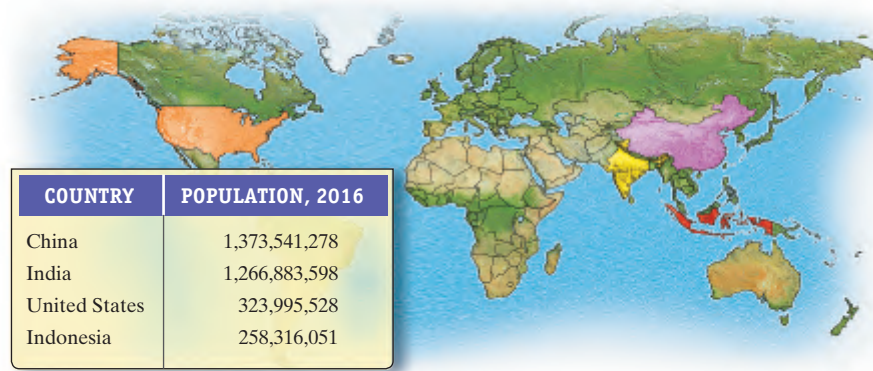 COUNTRY POPULATION, 2016
China 1,373,541,278
India 1,266,883,598
United States 323,995,528
Indonesia 258,316,051